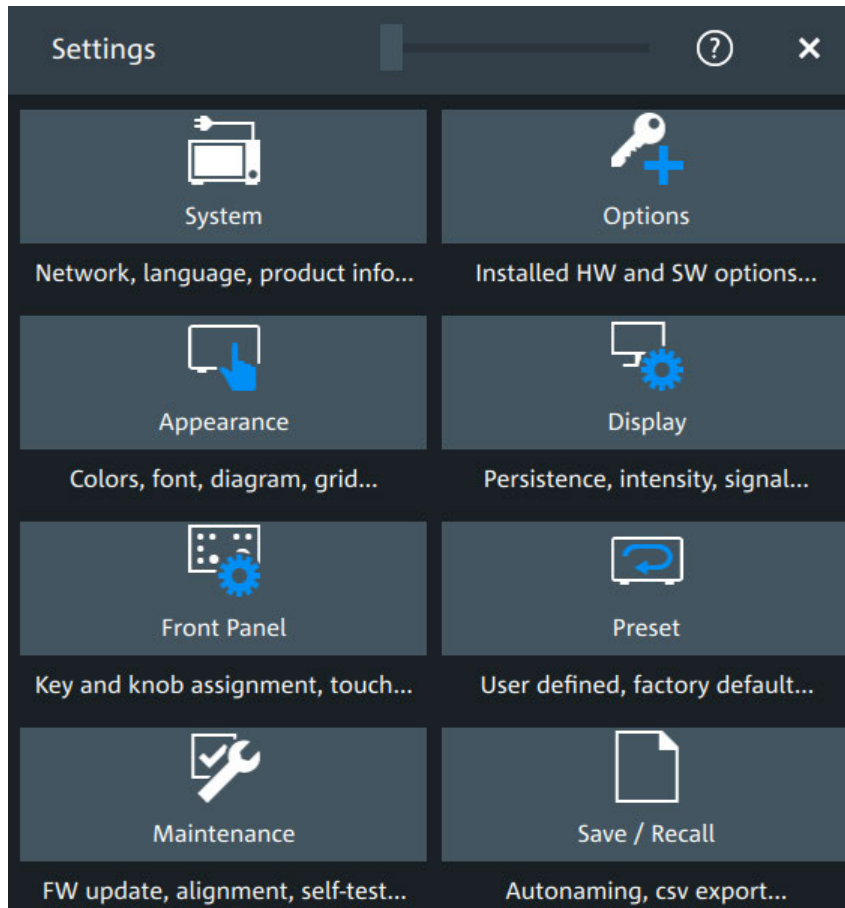 Settings ? ×
System Options
Network, language, product info... Installed HW and SW options...
Appearance Display
Colors, font, diagram, grid... Persistence, intensity, signal...
Front Panel Preset
Key and knob assignment, touch... User defined, factory default...
Maintenance Save / Recall
FW update, alignment, self-test... Autonaming, csv export...